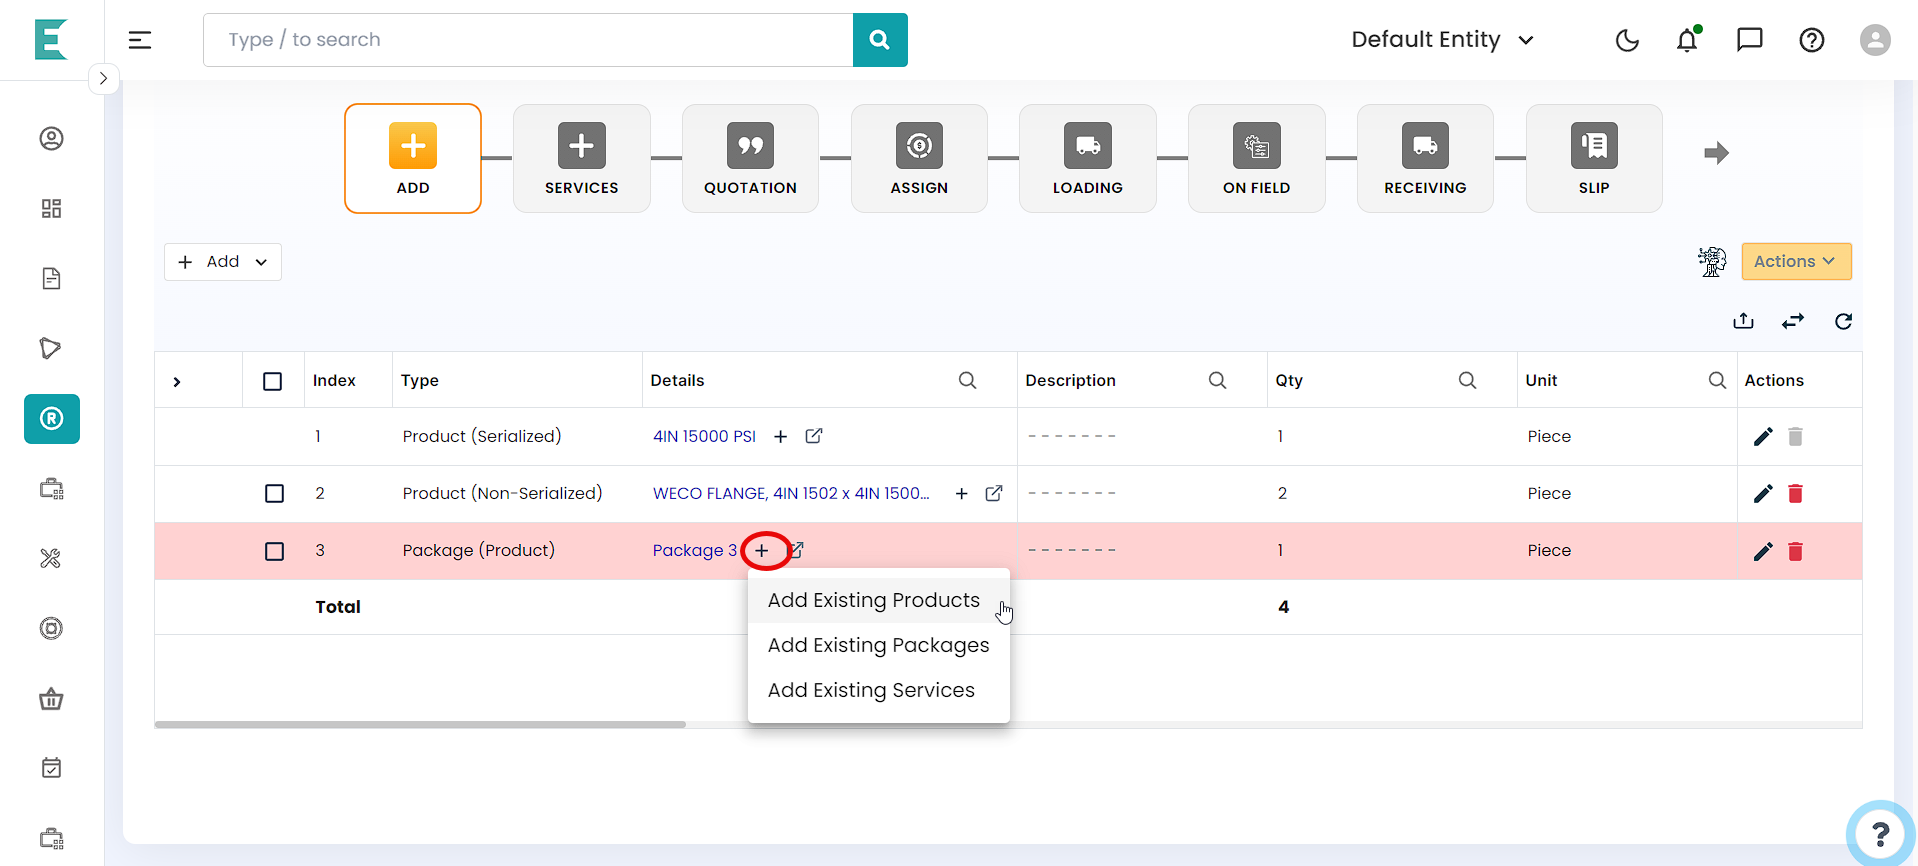 E
Type / to search
Default Entity
ADD
SERVICES
QUOTATION
ASSIGN
LOADING
ON FIELD
RECEIVING
SLIP
Add
Actions
R
Index Type Details Description Qty Unit Actions
1 Product (Serialized) 4IN 15000 PSI - - - - - - - 1 Piece
2 Product (Non-Serialized) WECO FLANGE, 4IN 1502 x 4IN 1500... - - - - - - - 2 Piece
3 Package (Product) Package 3 - - - - - - - 1 Piece
Total 4
Add Existing Products
Add Existing Packages
Add Existing Services
?